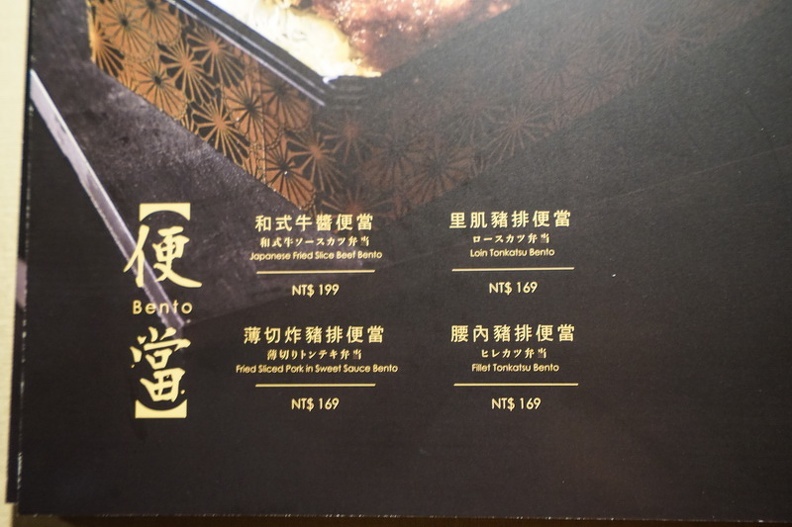 【便
Bento
當】
和式牛醬便當
和式牛ソースカツ弁当
Japanese Fried Slice Beef Bento
NT$ 199
里肌豬排便當
ロースカツ弁当
Loin Tonkatsu Bento
NT$ 169
薄切炸豬排便當
薄切りトンテキ弁当
Fried Sliced Pork in Sweet Sauce Bento
NT$ 169
腰內豬排便當
ヒレカツ弁当
Fillet Tonkatsu Bento
NT$ 169